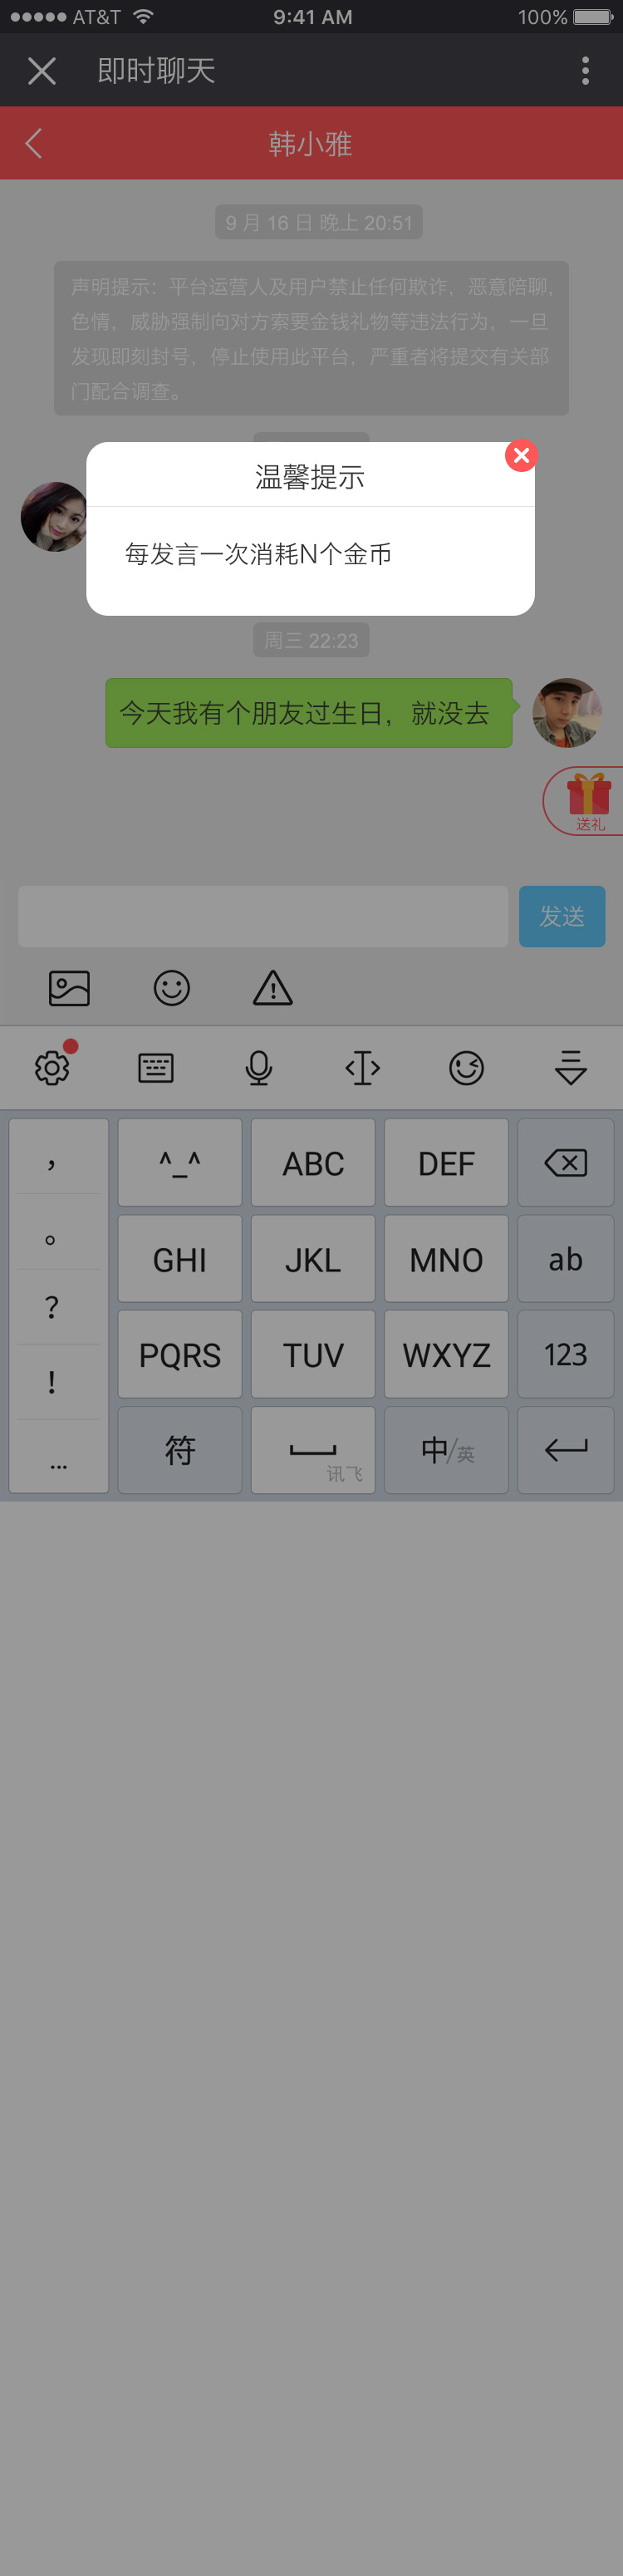 AT&T 9:41 AM 100%
即时聊天
韩小雅
9 月 16 日 晚上 20:51
声明提示：平台运营人及用户禁止任何欺诈，恶意陪聊，
色情，威胁强制向对方索要金钱礼物等违法行为，一旦
发现即刻封号，停止使用此平台，严重者将提交有关部
门配合调查。
温馨提示
每发言一次消耗N个金币
周三 22:23
今天我有个朋友过生日，就没去
送礼
发送
， ^_^ ABC DEF
。 GHI JKL MNO ab
？ PQRS TUV WXYZ 123
！
... 符 讯飞 中/英